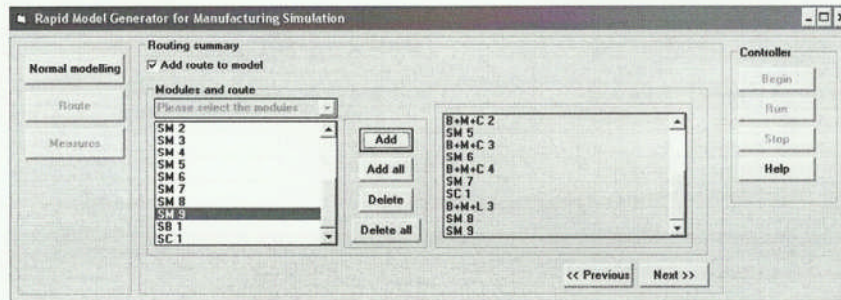 Rapid Model Generator for Manufacturing Simulation
Normal modelling
Route
Measures
Routing summary
Add route to model
Modules and route
Please select the modules
SM 2
SM 3
SM 4
SM 5
SM 6
SM 7
SM 8
SM 9
SB 1
SC 1
Add
Add all
Delete
Delete all
B+M+C 2
SM 5
B+M+C 3
SM 6
B+M+C 4
SM 7
SC 1
B+M+L 3
SM 8
SM 9
<< Previous
Next >>
Controller
Begin
Run
Stop
Help